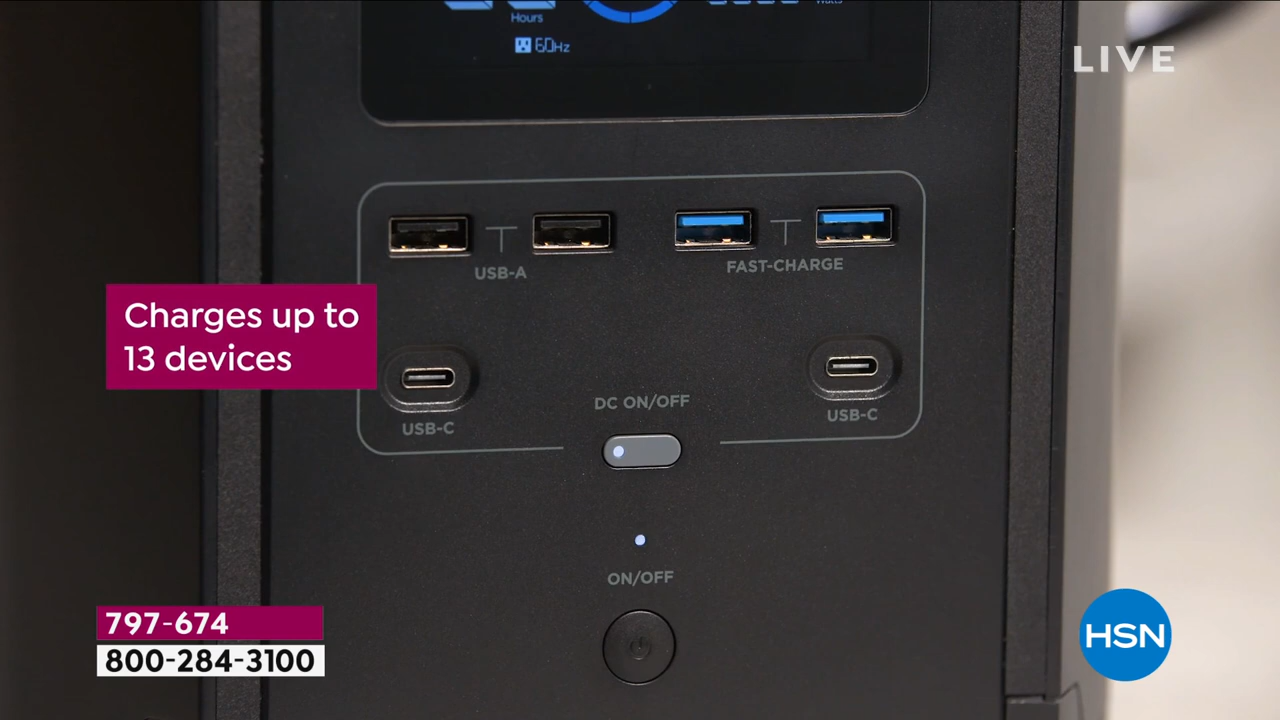 Hours
Watts
60Hz
LIVE
USB-A
FAST-CHARGE
Charges up to
13 devices
DC ON/OFF
USB-C
USB-C
ON/OFF
797-674
800-284-3100
HSN